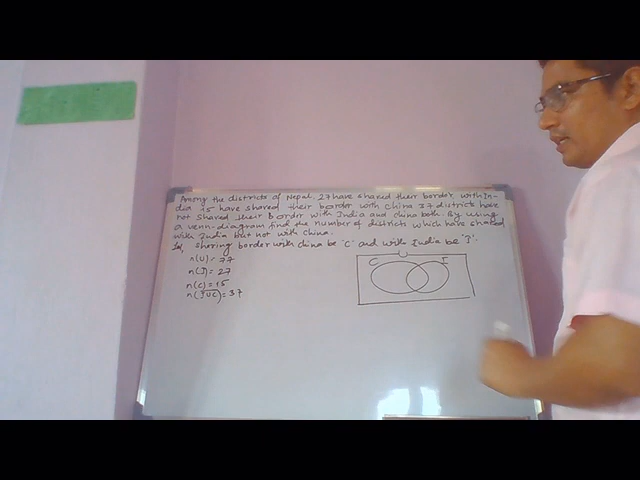 Among the districts of Nepal, 27 have shared their border with In-
dia 15 have shared their border with China 37 districts have
not shared their Bordr with India and china both. By using
a venn-diagram find the number of districts which have shared
with India but not with china.
sharing border with china be 'C' and with India be 'I'.
n(U) = 77
n(I) = 27
n(C) = 15
n(I∪C) = 37
U
C I